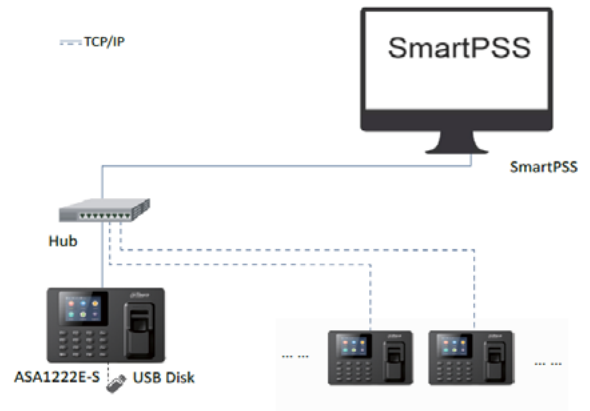 TCP/IP
SmartPSS
SmartPSS
Hub
ASA1222E-S
USB Disk
... ...
... ...